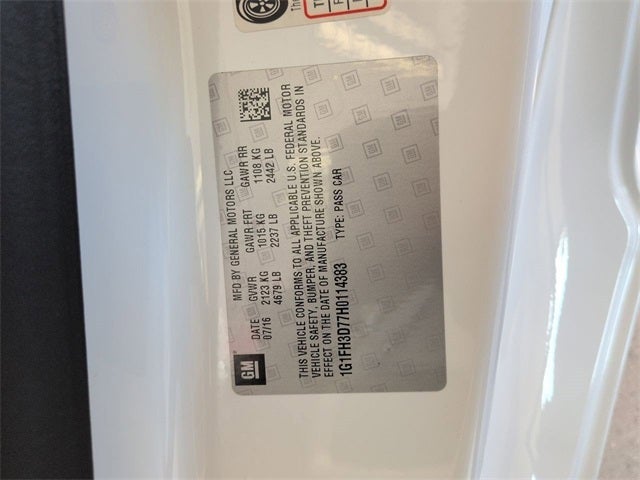 GM
MFD BY GENERAL MOTORS LLC
DATE GVWR GAWR FRT GAWR RR
07/16 2123 KG 1015 KG 1108 KG
4679 LB 2237 LB 2442 LB
THIS VEHICLE CONFORMS TO ALL APPLICABLE U.S. FEDERAL MOTOR
VEHICLE SAFETY, BUMPER, AND THEFT PREVENTION STANDARDS IN
EFFECT ON THE DATE OF MANUFACTURE SHOWN ABOVE.
1G1FH3D77H0114383 TYPE: PASS CAR